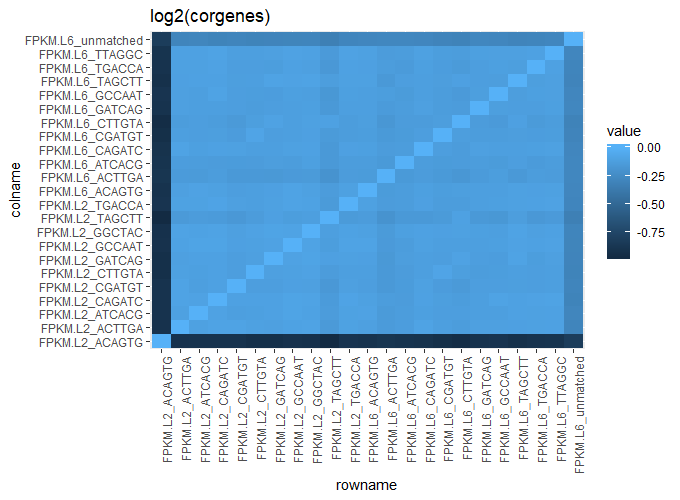 log2(corgenes)
FPKM.L6_unmatched
FPKM.L6_TTAGGC
FPKM.L6_TGACCA
FPKM.L6_TAGCTT
FPKM.L6_GCCAAT
FPKM.L6_GATCAG
FPKM.L6_CTTGTA
FPKM.L6_CGATGT
FPKM.L6_CAGATC
FPKM.L6_ATCACG
FPKM.L6_ACTTGA
FPKM.L6_ACAGTG
FPKM.L2_TGACCA
FPKM.L2_TAGCTT
FPKM.L2_GGCTAC
FPKM.L2_GCCAAT
FPKM.L2_GATCAG
FPKM.L2_CTTGTA
FPKM.L2_CGATGT
FPKM.L2_CAGATC
FPKM.L2_ATCACG
FPKM.L2_ACTTGA
FPKM.L2_ACAGTG
colname
FPKM.L2_ACAGTG
FPKM.L2_ACTTGA
FPKM.L2_ATCACG
FPKM.L2_CAGATC
FPKM.L2_CGATGT
FPKM.L2_CTTGTA
FPKM.L2_GATCAG
FPKM.L2_GCCAAT
FPKM.L2_GGCTAC
FPKM.L2_TAGCTT
FPKM.L2_TGACCA
FPKM.L6_ACAGTG
FPKM.L6_ACTTGA
FPKM.L6_ATCACG
FPKM.L6_CAGATC
FPKM.L6_CGATGT
FPKM.L6_CTTGTA
FPKM.L6_GATCAG
FPKM.L6_GCCAAT
FPKM.L6_TAGCTT
FPKM.L6_TGACCA
FPKM.L6_TTAGGC
FPKM.L6_unmatched
rowname
value
0.00
-0.25
-0.50
-0.75